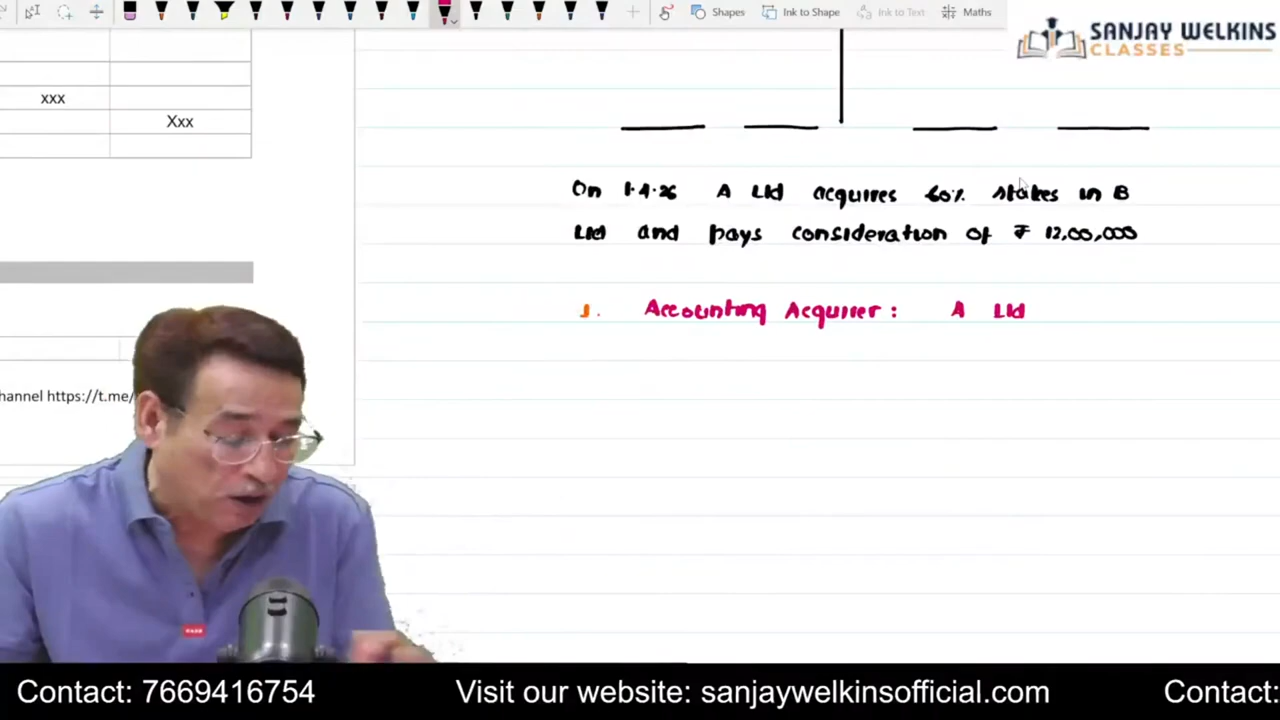 Shapes
Ink to Shape
Ink to Text
Maths
SANJAY WELKINS
CLASSES
xxx
Xxx
On 1.4.26 A Ltd acquires 60% stakes in B
Ltd and pays consideration of ₹ 12,00,000
1. Accounting Acquirer: A Ltd
hannel https://t.me/
Contact: 7669416754 Visit our website: sanjaywelkinsofficial.com Contact: